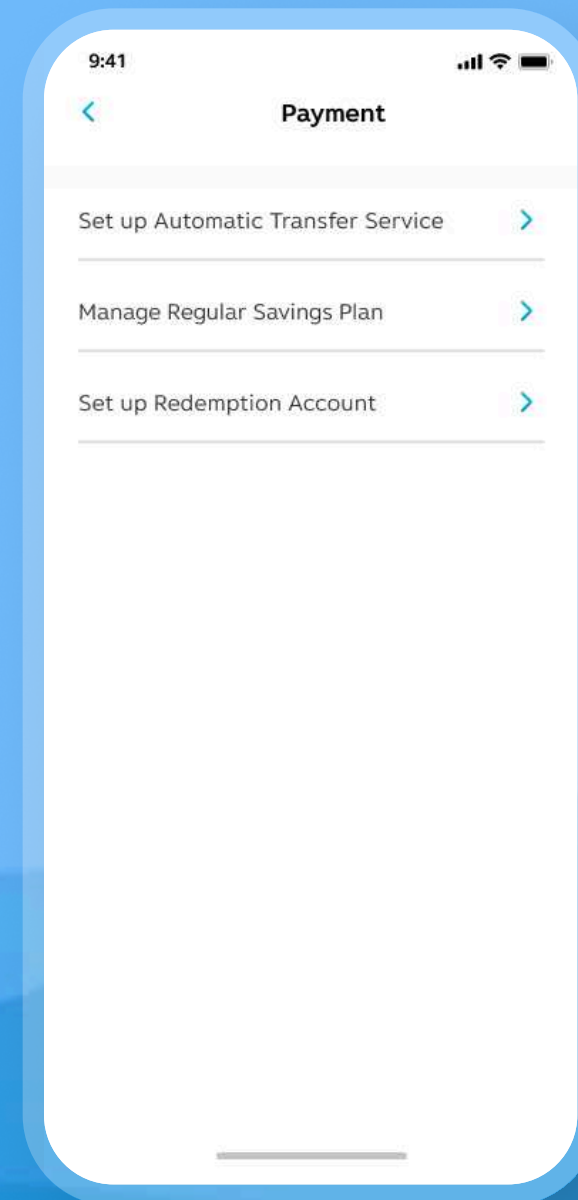 9:41
Payment
Set up Automatic Transfer Service
Manage Regular Savings Plan
Set up Redemption Account